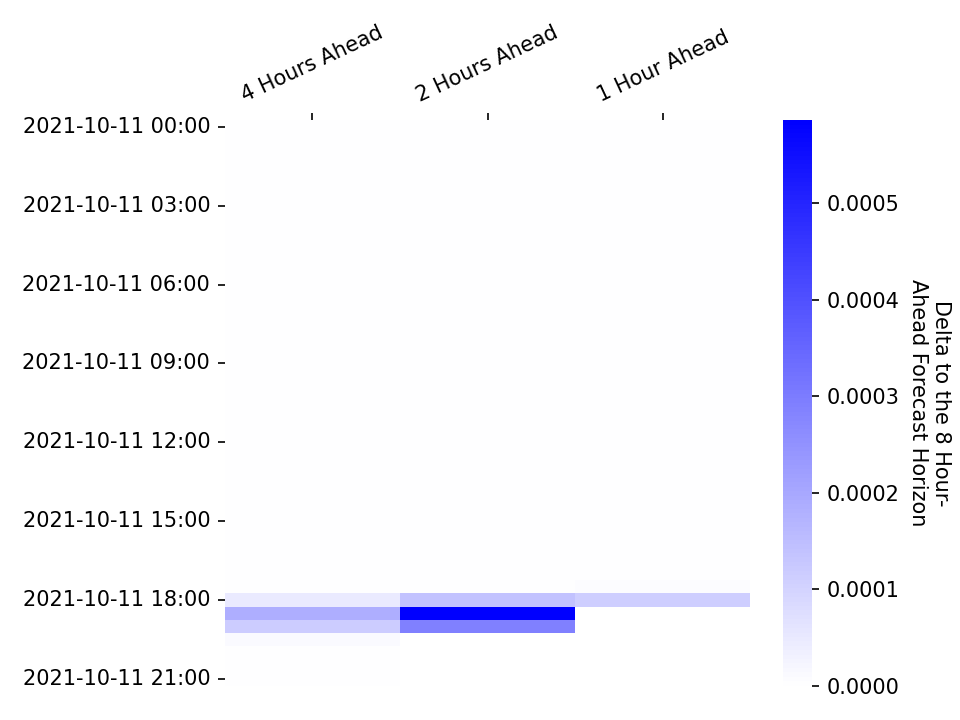 4 Hours Ahead
2 Hours Ahead
1 Hour Ahead
2021-10-11 00:00
2021-10-11 03:00
2021-10-11 06:00
2021-10-11 09:00
2021-10-11 12:00
2021-10-11 15:00
2021-10-11 18:00
2021-10-11 21:00
0.0005
0.0004
0.0003
0.0002
0.0001
0.0000
Delta to the 8 Hour-
Ahead Forecast Horizon